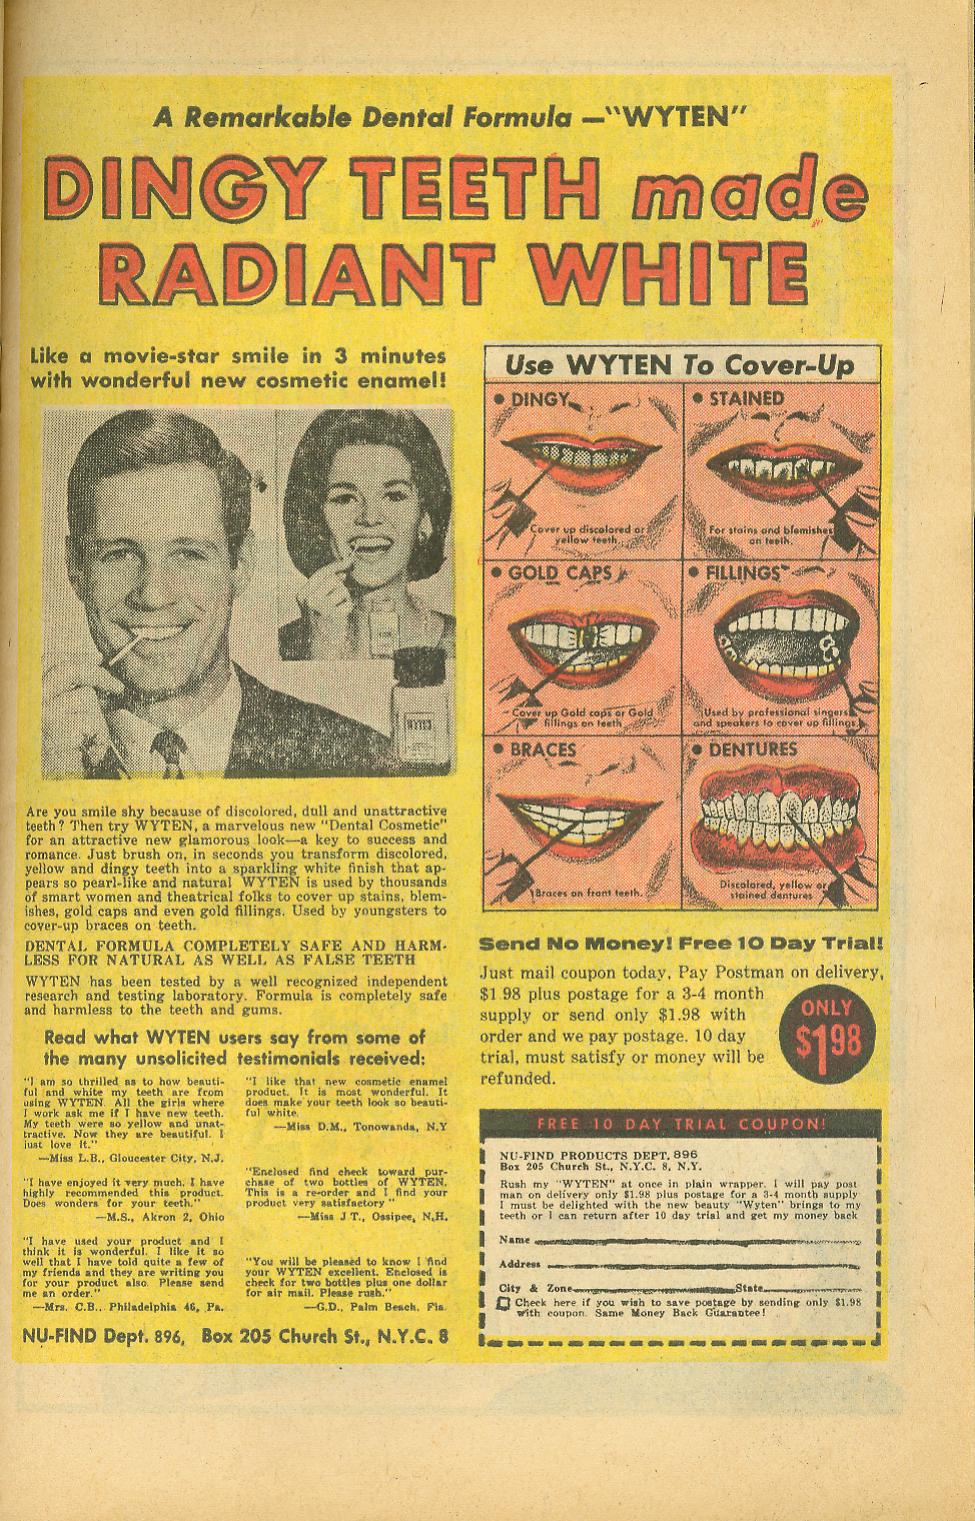 A Remarkable Dental Formula —"WYTEN"
DINGY TEETH made
RADIANT WHITE
Like a movie-star smile in 3 minutes
with wonderful new cosmetic enamel!
WYTEN
Are you smile shy because of discolored, dull and unattractive
teeth? Then try WYTEN, a marvelous new "Dental Cosmetic"
for an attractive new glamorous look—a key to success and
romance. Just brush on, in seconds you transform discolored,
yellow and dingy teeth into a sparkling white finish that ap-
pears so pearl-like and natural WYTEN is used by thousands
of smart women and theatrical folks to cover up stains, blem-
ishes, gold caps and even gold fillings. Used by youngsters to
cover-up braces on teeth.
DENTAL FORMULA COMPLETELY SAFE AND HARM-
LESS FOR NATURAL AS WELL AS FALSE TEETH
WYTEN has been tested by a well recognized independent
research and testing laboratory. Formula is completely safe
and harmless to the teeth and gums.
Read what WYTEN users say from some of
the many unsolicited testimonials received:
"I am so thrilled as to how beauti-
ful and white my teeth are from
using WYTEN. All the girls where
I work ask me if I have new teeth.
My teeth were so yellow and unat-
tractive. Now they are beautiful. I
just love it."
—Miss L.B., Gloucester City, N.J.
"I have enjoyed it very much. I have
highly recommended this product.
Does wonders for your teeth."
—M.S., Akron 2, Ohio
"I have used your product and I
think it is wonderful. I like it so
well that I have told quite a few of
my friends and they are writing you
for your product also. Please send
me an order."
—Mrs. C.B., Philadelphia 46, Pa.
"I like that new cosmetic enamel
product. It is most wonderful. It
does make your teeth look so beauti-
ful white.
—Miss D.M., Tonowanda, N.Y
"Enclosed find check toward pur-
chase of two bottles of WYTEN.
This is a re-order and I find your
product very satisfactory"
—Miss J T., Ossipee, N.H.
"You will be pleased to know I find
your WYTEN excellent. Enclosed is
check for two bottles plus one dollar
for air mail. Please rush."
—G.D., Palm Beach, Fla.
NU-FIND Dept. 896, Box 205 Church St., N.Y.C. 8
Use WYTEN To Cover-Up
• DINGY
Cover up discolored or
yellow teeth.
• STAINED
For stains and blemishes
on teeth.
• GOLD CAPS
Cover up Gold caps or Gold
fillings on teeth
• FILLINGS
Used by professional singers
and speakers to cover up fillings.
• BRACES
Braces on front teeth.
• DENTURES
Discolored, yellow or
stained dentures
Send No Money! Free 10 Day Trial!
Just mail coupon today, Pay Postman on delivery,
$1 98 plus postage for a 3-4 month
supply or send only $1.98 with
order and we pay postage. 10 day
trial, must satisfy or money will be
refunded.
ONLY
$1 98
FREE 10 DAY TRIAL COUPON!
NU-FIND PRODUCTS DEPT. 896
Box 205 Church St., N.Y.C. 8, N.Y.
Rush my "WYTEN" at once in plain wrapper. I will pay post
man on delivery only $1.98 plus postage for a 3-4 month supply
I must be delighted with the new beauty "Wyten" brings to my
teeth or I can return after 10 day trial and get my money back
Name
Address
City & Zone State
Check here if you wish to save postage by sending only $1.98
with coupon. Same Money Back Guarantee!